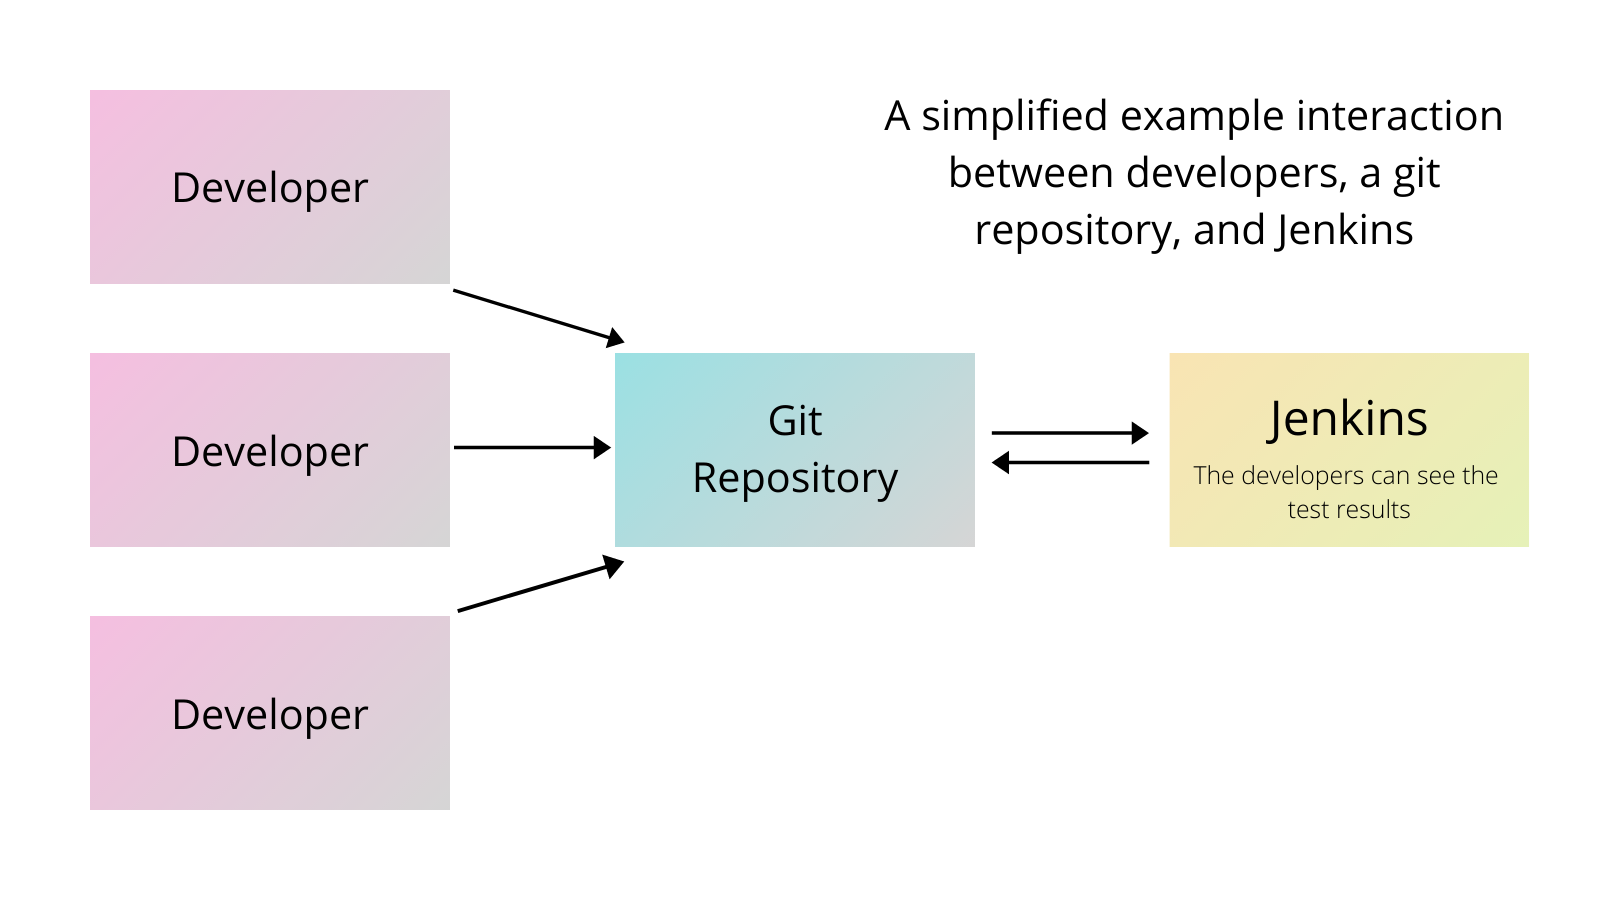 Developer
A simplified example interaction
between developers, a git
repository, and Jenkins
Developer
Git
Repository
Jenkins
The developers can see the
test results
Developer